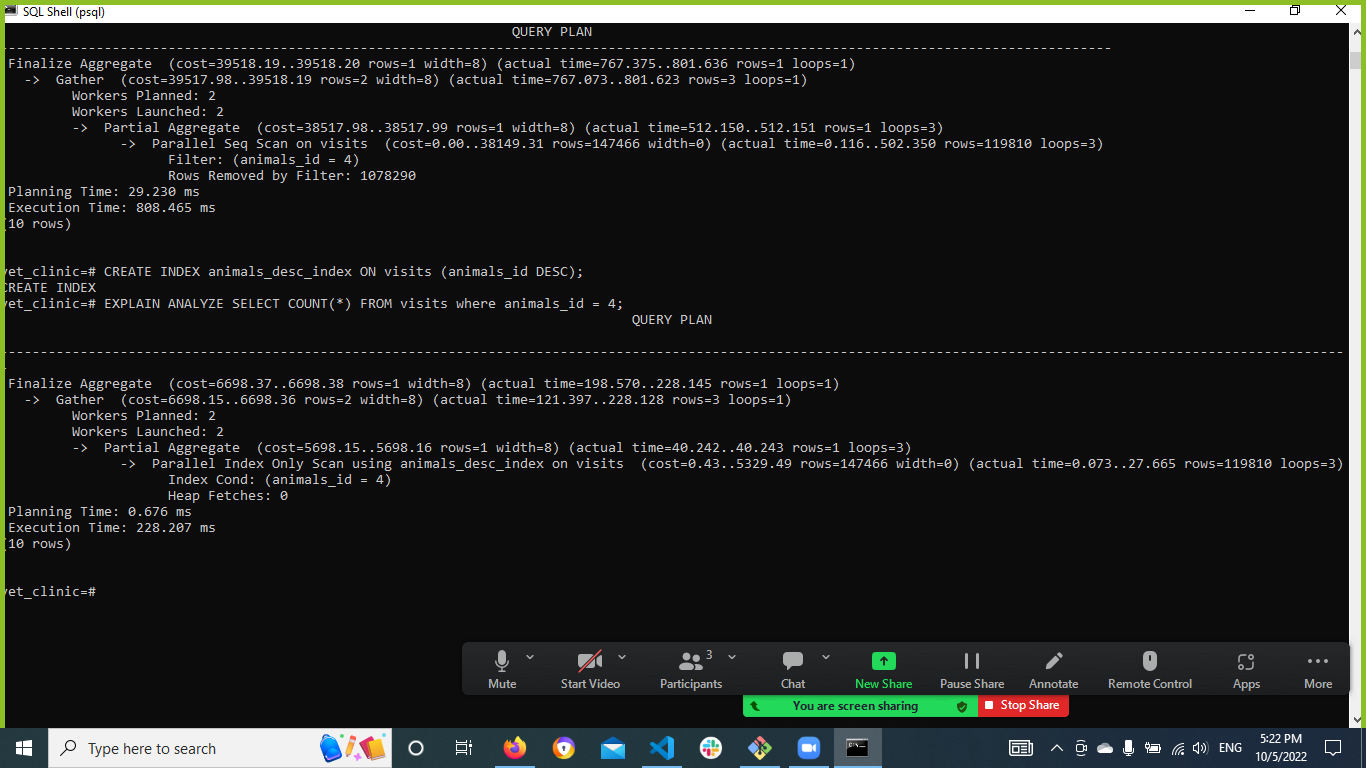 SQL Shell (psql)
QUERY PLAN
-----------------------------------------------------------------------------------------------------------------------------------------
Finalize Aggregate  (cost=39518.19..39518.20 rows=1 width=8) (actual time=767.375..801.636 rows=1 loops=1)
->  Gather  (cost=39517.98..39518.19 rows=2 width=8) (actual time=767.073..801.623 rows=3 loops=1)
Workers Planned: 2
Workers Launched: 2
->  Partial Aggregate  (cost=38517.98..38517.99 rows=1 width=8) (actual time=512.150..512.151 rows=1 loops=3)
->  Parallel Seq Scan on visits  (cost=0.00..38149.31 rows=147466 width=0) (actual time=0.116..502.350 rows=119810 loops=3)
Filter: (animals_id = 4)
Rows Removed by Filter: 1078290
Planning Time: 29.230 ms
Execution Time: 808.465 ms
(10 rows)
vet_clinic=# CREATE INDEX animals_desc_index ON visits (animals_id DESC);
CREATE INDEX
vet_clinic=# EXPLAIN ANALYZE SELECT COUNT(*) FROM visits where animals_id = 4;
QUERY PLAN
-----------------------------------------------------------------------------------------------------------------------------------------------------------------------
Finalize Aggregate  (cost=6698.37..6698.38 rows=1 width=8) (actual time=198.570..228.145 rows=1 loops=1)
->  Gather  (cost=6698.15..6698.36 rows=2 width=8) (actual time=121.397..228.128 rows=3 loops=1)
Workers Planned: 2
Workers Launched: 2
->  Partial Aggregate  (cost=5698.15..5698.16 rows=1 width=8) (actual time=40.242..40.243 rows=1 loops=3)
->  Parallel Index Only Scan using animals_desc_index on visits  (cost=0.43..5329.49 rows=147466 width=0) (actual time=0.073..27.665 rows=119810 loops=3)
Index Cond: (animals_id = 4)
Heap Fetches: 0
Planning Time: 0.676 ms
Execution Time: 228.207 ms
(10 rows)
vet_clinic=#
3
Mute Start Video Participants Chat New Share Pause Share Annotate Remote Control Apps More
You are screen sharing Stop Share
Type here to search
ENG
5:22 PM
10/5/2022